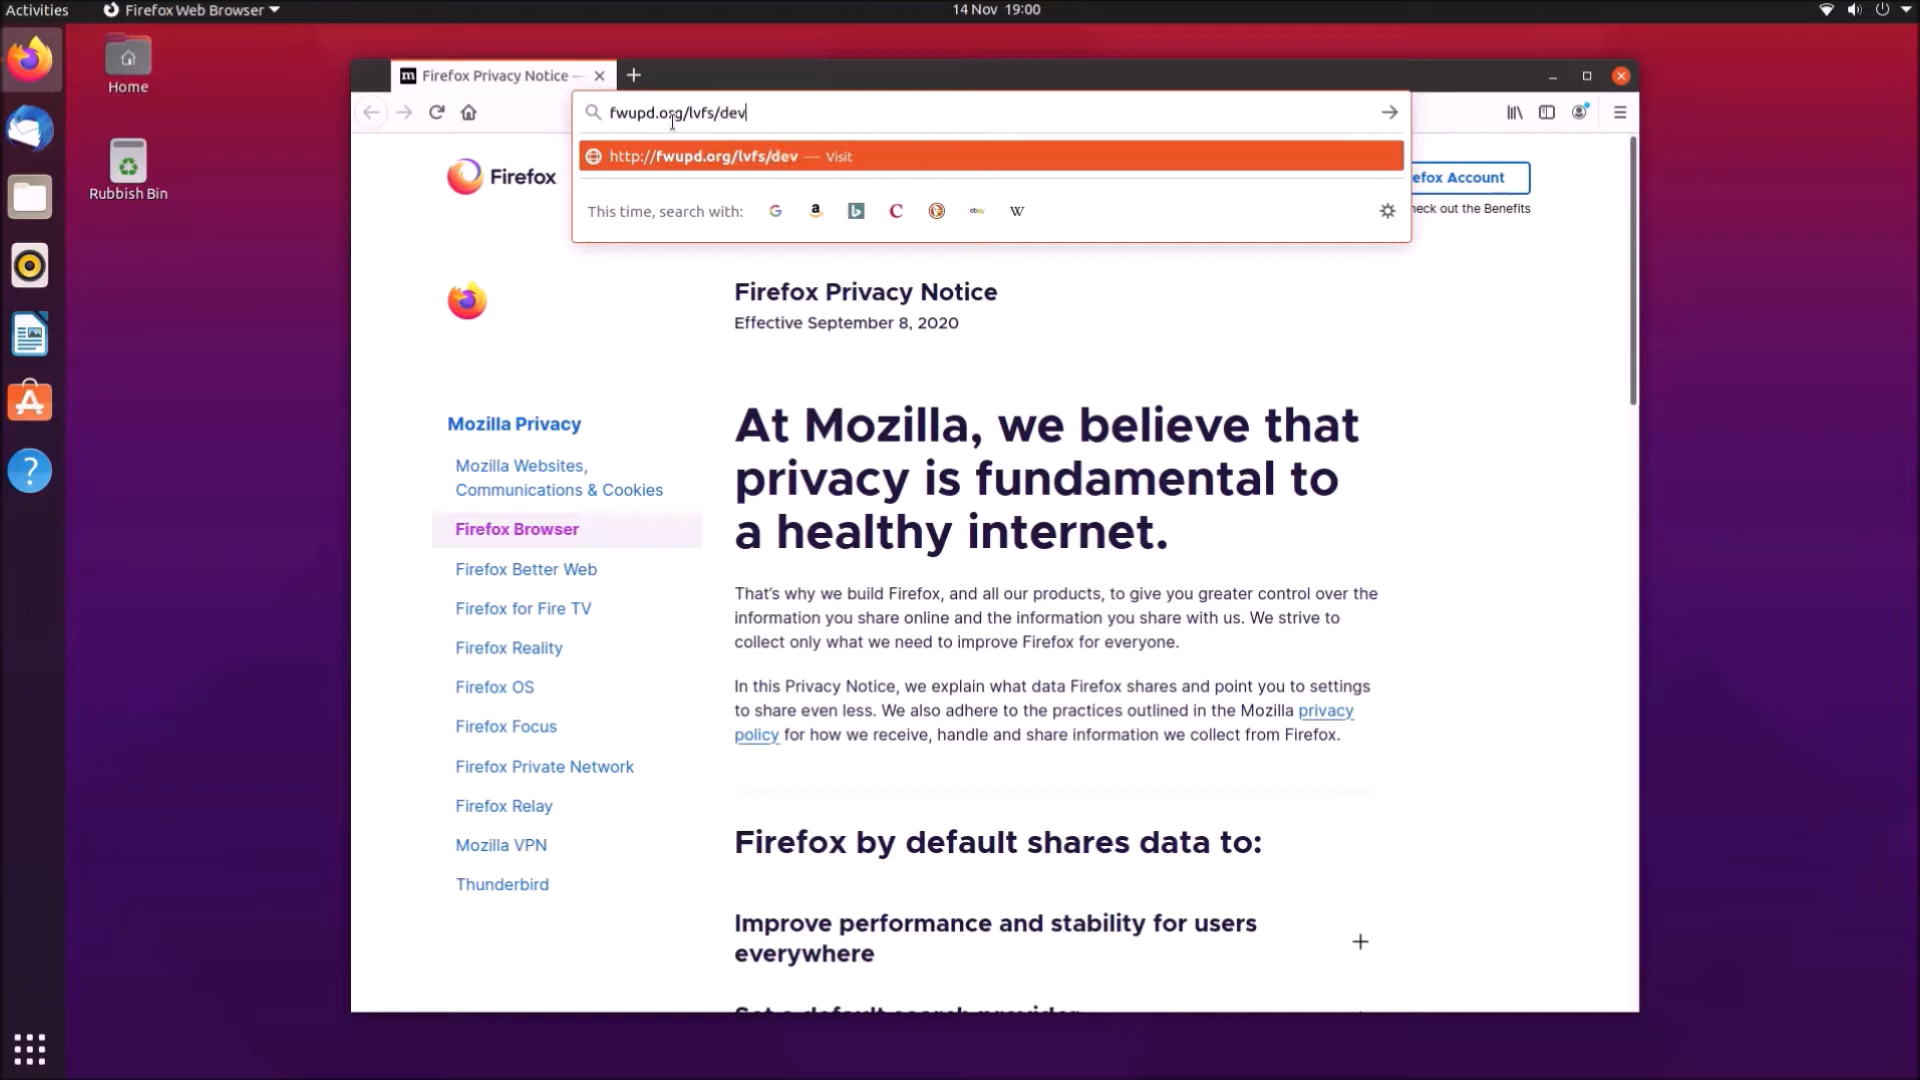 Activities
Firefox Web Browser
14 Nov 19:00
Home
Rubbish Bin
Firefox Privacy Notice —
fwupd.org/lvfs/dev
http://fwupd.org/lvfs/dev — Visit
This time, search with:
a
b
C
ebay
W
Firefox
efox Account
heck out the Benefits
Firefox Privacy Notice
Effective September 8, 2020
Mozilla Privacy
Mozilla Websites,
Communications & Cookies
Firefox Browser
Firefox Better Web
Firefox for Fire TV
Firefox Reality
Firefox OS
Firefox Focus
Firefox Private Network
Firefox Relay
Mozilla VPN
Thunderbird
At Mozilla, we believe that
privacy is fundamental to
a healthy internet.
That's why we build Firefox, and all our products, to give you greater control over the
information you share online and the information you share with us. We strive to
collect only what we need to improve Firefox for everyone.
In this Privacy Notice, we explain what data Firefox shares and point you to settings
to share even less. We also adhere to the practices outlined in the Mozilla privacy
policy for how we receive, handle and share information we collect from Firefox.
Firefox by default shares data to:
Improve performance and stability for users
everywhere
Set a default search provider